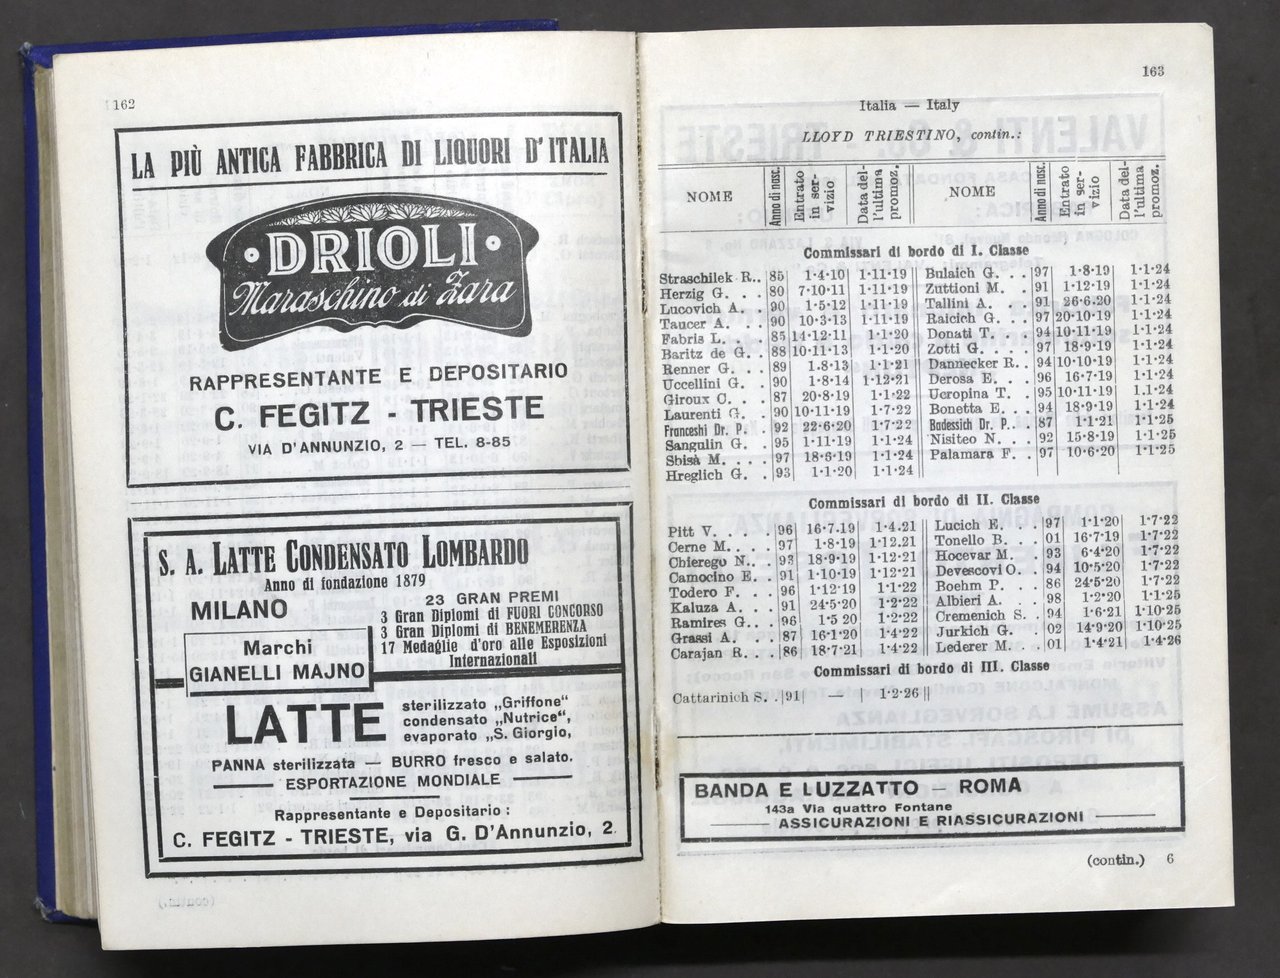 162
LA PIÙ ANTICA FABBRICA DI LIQUORI D'ITALIA
DRIOLI
Maraschino di Zara
RAPPRESENTANTE E DEPOSITARIO
C. FEGITZ - TRIESTE
VIA D'ANNUNZIO, 2 — TEL. 8-85
S. A. LATTE CONDENSATO LOMBARDO
Anno di fondazione 1879
MILANO
23 GRAN PREMI
3 Gran Diplomi di FUORI CONCORSO
3 Gran Diplomi di BENEMERENZA
17 Medaglie d'oro alle Esposizioni
Internazionali
Marchi
GIANELLI MAJNO
LATTE
sterilizzato „Griffone"
condensato „Nutrice",
evaporato „S. Giorgio,
PANNA sterilizzata — BURRO fresco e salato.
ESPORTAZIONE MONDIALE
Rappresentante e Depositario :
C. FEGITZ - TRIESTE, via G. D'Annunzio, 2
(contin.)
163
Italia — Italy
LLOYD TRIESTINO, contin.:
NOME Anno di nasc. Entrato in ser-vizio Data del-l'ultima promoz. NOME Anno di nasc. Entrato in ser-vizio Data del-l'ultima promoz.
Commissari di bordo di I. Classe
Straschilek R.. 85 1·4·10 1·11·19 Bulaich G. . . 97 1·8·19 1·1·24
Herzig G. . . 80 7·10·11 1·11·19 Zuttioni M. . 91 1·12·19 1·1·24
Lucovich A. . 90 1·5·12 1·11·19 Tallini A. . . 91 26·6·20 1·1·24
Taucer A. . . 90 10·3·13 1·11·19 Raicich G. . . 97 20·10·19 1·1·24
Fabris L. . . . 85 14·12·11 1·1·20 Donati T. . . 94 10·11·19 1·1·24
Baritz de G. . 88 10·11·13 1·1·20 Zotti G. . . . 97 18·9·19 1·1·24
Renner G. . . 89 1·8·13 1·1·21 Dannecker R.. 94 10·10·19 1·1·24
Uccellini G. . 90 1·8·14 1·12·21 Derosa E. . . 96 16·7·19 1·1·24
Giroux C. . . 87 20·8·19 1·1·22 Ucropina T. . 95 10·11·19 1.1·24
Laurenti G. . 90 10·11·19 1·7·22 Bonetta E. . . 94 18·9·19 1·1·24
Franceshi Dr. P. . 92 22·6·20 1·7·22 Badessich Dr. P. . 87 1·1·21 1·1·25
Sangulin G. . 95 1·11·19 1·1·24 Nisiteo N. . . 92 15·8·19 1·1·25
Sbisà M. . . . 97 18·6·19 1·1·24 Palamara F. . 97 10·6·20 1·1·25
Hreglich G. . 93 1·1·20 1·1·24
Commissari di bordo di II. Classe
Pitt V. . . . . 96 16·7·19 1·4·21 Lucich E. . . 97 1·1·20 1·7·22
Cerne M. . . . 97 1·8·19 1·12.21 Tonello B. . . 01 16·7·19 1·7·22
Chierego N.. . 93 18·9·19 1·12·21 Hocevar M. . 93 6·4·20 1·7·22
Camocino E. . 91 1·10·19 1·12·21 Devescovi O. . 94 10·5·20 1·7·22
Todero F. . . 96 1·12·19 1·1·22 Boehm P. . . 86 24·5·20 1·7·22
Kaluza A. . . 91 24·5·20 1·2·22 Albieri A. . . 98 1·2·20 1·1·25
Ramires G.. . 96 1·5 20 1·2·22 Cremenich S. . 94 1·6·21 1·10·25
Grassi A. . . 87 16·1·20 1·4·22 Jurkich G. 02 14·9·20 1·10·25
Carajan R. . . 86 18·7·21 1·4·22 Lederer M. . 01 1·4·21 1·4·26
Commissari di bordo di III. Classe
Cattarinich S. . 91 — — 1·2·26
BANDA E LUZZATTO — ROMA
143a Via quattro Fontane
ASSICURAZIONI E RIASSICURAZIONI
(contin.) 6